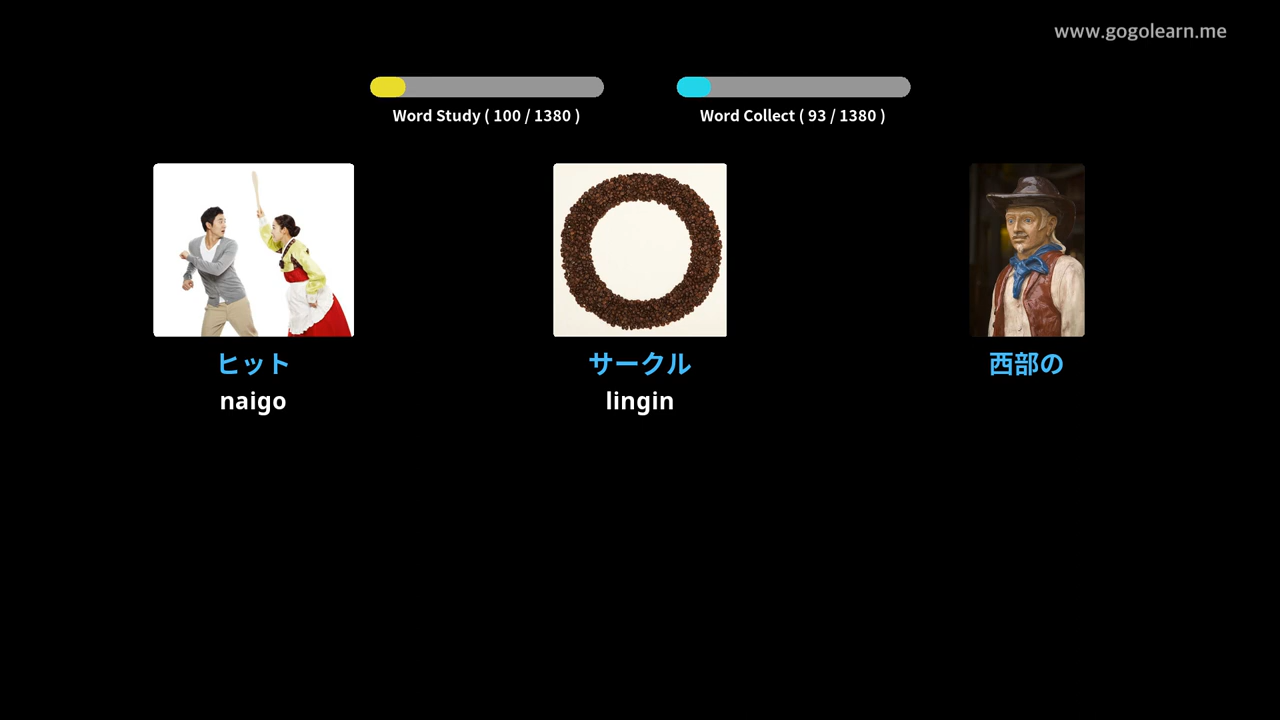 www.gogolearn.me
Word Study ( 100 / 1380 )
Word Collect ( 93 / 1380 )
ヒット
naigo
サークル
lingin
西部の